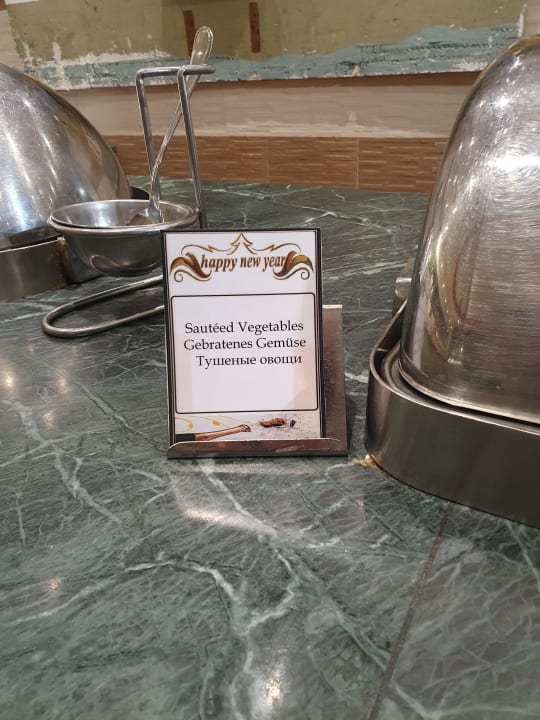 happy new year
Sautéed Vegetables
Gebratenes Gemüse
Тушеные овощи